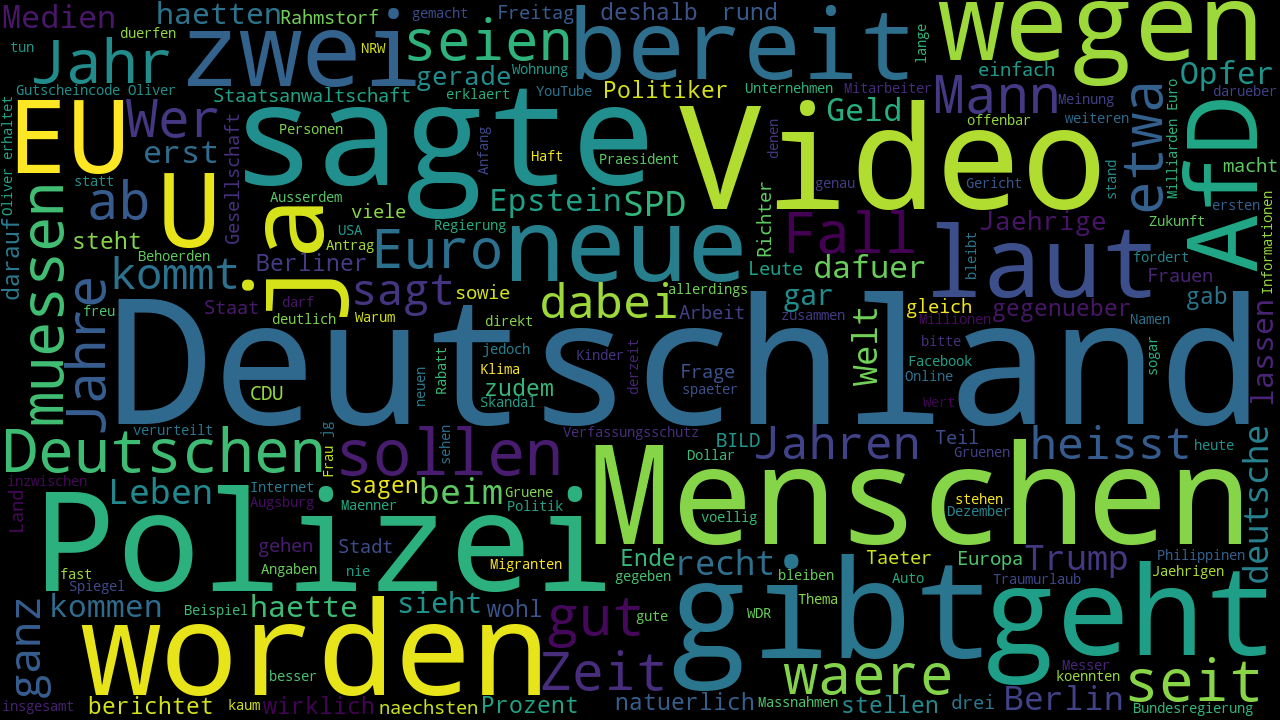 Medien
haetten
Rahmstorf
gemacht
Freitag
deshalb
rund
wegen
duerfen
tun
Jahr
zwei
NRW
seien
bereit
lange
einfach
Opfer
Gutscheincode Oliver
gerade
Wohnung
Staatsanwaltschaft
erklaert
YouTube
Politiker
Unternehmen
Mitarbeiter
darueber
EU
Wer
sagte
Video
Geld
Mann
Meinung
weiteren
offenbar
etwa
Milliarden Euro
AfD
Oliver erhaltet
erst
Gesellschaft
Personen
Anfang
Haft
Praesident
denen
stand
macht
statt
U
ab
Ausserdem
ja
viele
Epstein
SPD
genau
Gericht
ersten
muessen
steht
darauf
USA
Antrag
Regierung
Richter
Fall
Jaehrige
Zukunft
Behoerden
Berliner
Euro
neue
laut
bleibt
fordert
kommt
Leute
dafuer
Frauen
Informationen
Jahre
Staat
darf
sagt
sowie
dabei
allerdings
gar
gleich
gegenueber
gab
freu
deutlich
Warum
direkt
Arbeit
zusammen
Welt
Millionen
Namen
lassen
Deutschland
jedoch
Kinder
bitte
sogar
CDU
neuen
Rabatt
Klima
zudem
derzeit
Frage
spaeter
Facebook
Online
Skandal
Wert
Deutschen
verurteilt
Frau
jg
sollen
sehen
Verfassungsschutz
BILD
Jahren
Teil
Gruenen
heisst
heute
deutsche
Dollar
inzwischen
Land
Leben
Internet
Augsburg
sagen
Maenner
beim
Gruene
Politik
Menschen
voellig
stehen
Dezember
Polizei
gehen
Stadt
Angaben
nie
fast
Spiegel
Migranten
Ende
gegeben
recht
bleiben
Taeter
Auto
Europa
Trump
Philippinen
Jaehrigen
Traumurlaub
ganz
kommen
Beispiel
haette
sieht
wohl
gut
gute
gibt
WDR
Thema
geht
worden
besser
Zeit
waere
Messer
koennten
seit
insgesamt
berichtet
kaum
wirklich
naechsten
Prozent
natuerlich
Massnahmen
stellen
drei
Berlin
Bundesregierung